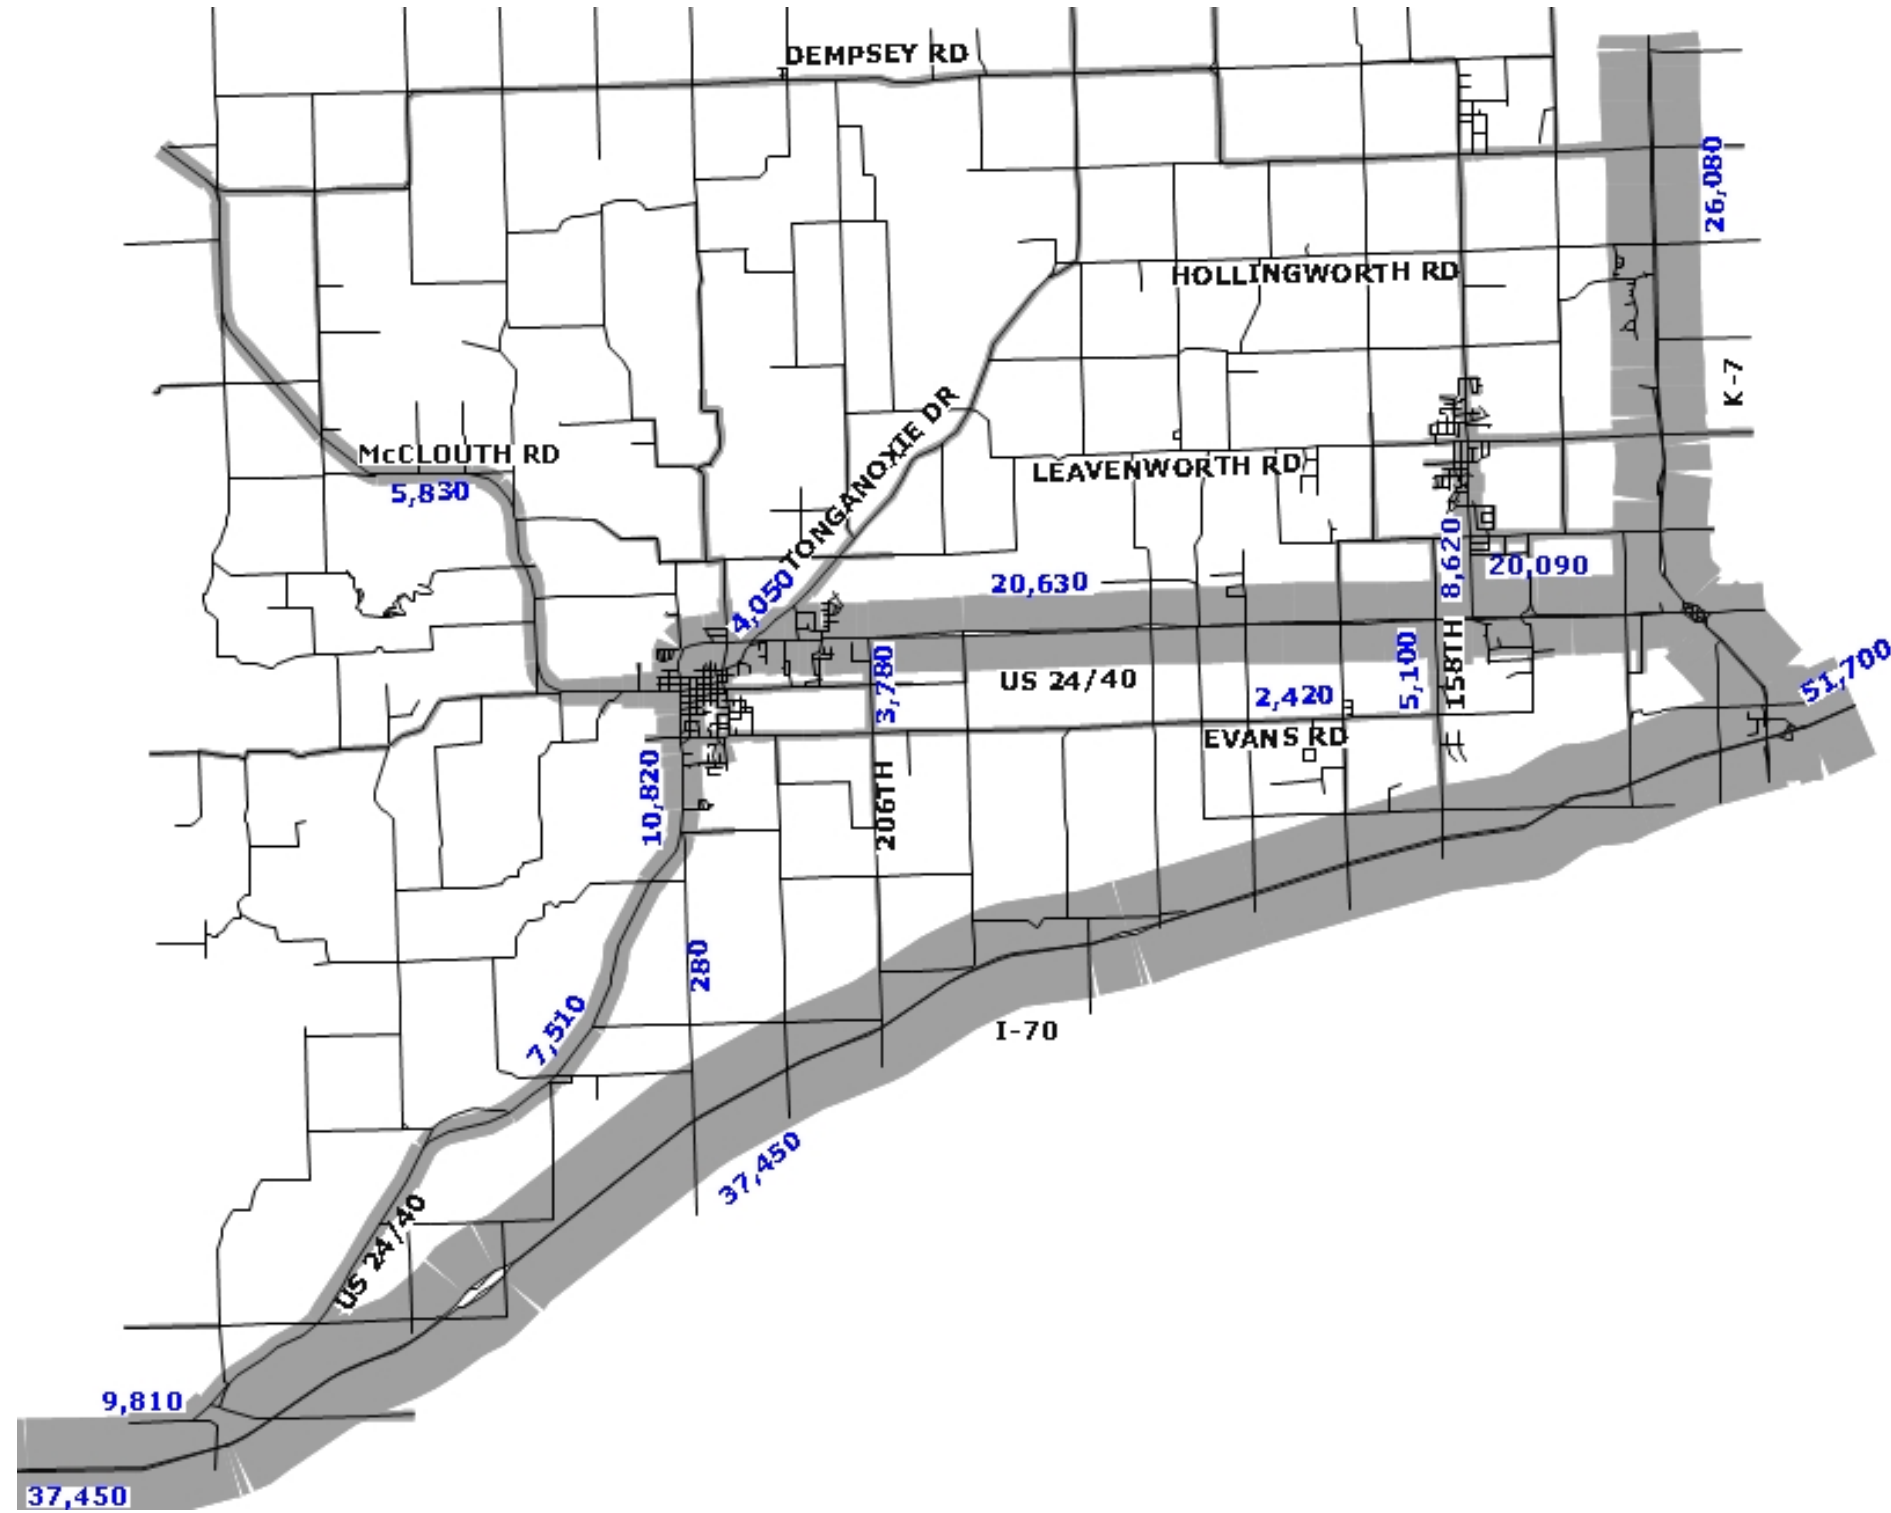 DEMPSEY RD
26,080
HOLLINGWORTH RD
K-7
TONGANOXIE DR
McCLOUTH RD
LEAVENWORTH RD
5,830
8,620
20,090
4,050
20,630
3,780
US 24/40
5,100
158TH
51,700
2,420
EVANS RD
10,820
206TH
280
7,510
I-70
37,450
US 24/40
9,810
37,450